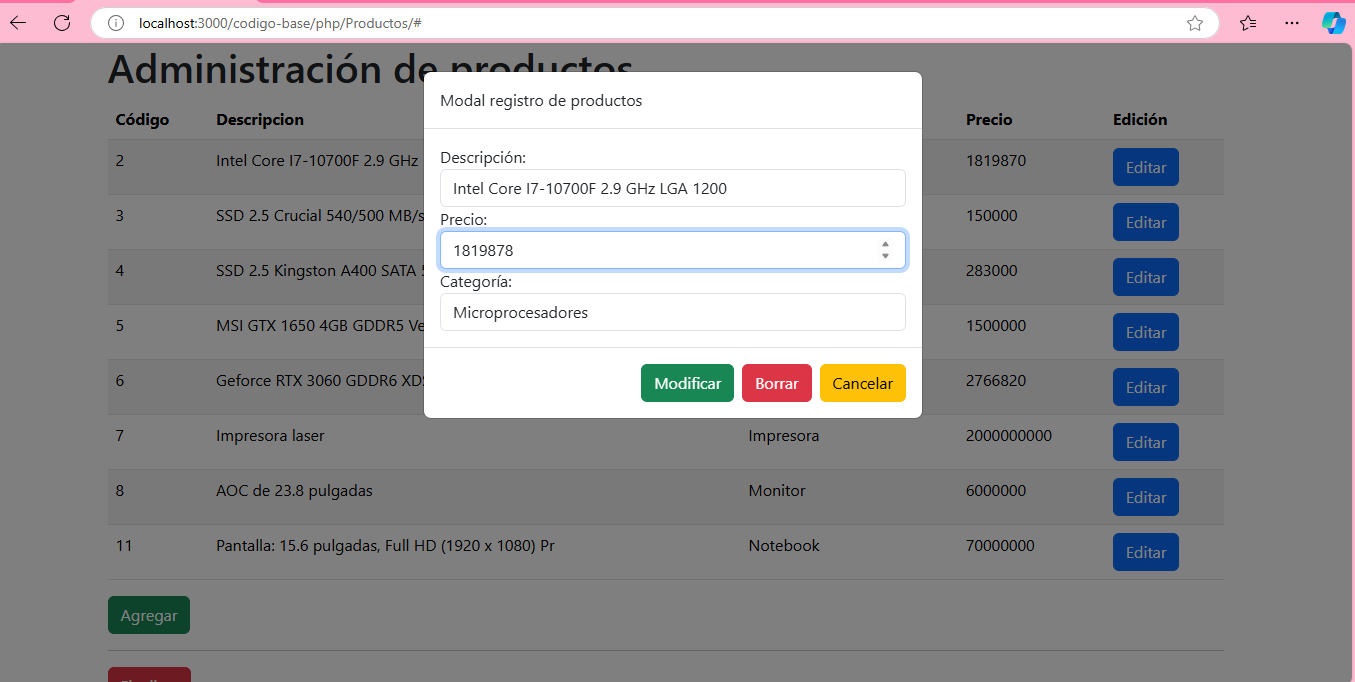 localhost:3000/codigo-base/php/Productos/#
Administración de productos
Código Descripcion Precio Edición
2 Intel Core I7-10700F 2.9 GHz 1819870 Editar
3 SSD 2.5 Crucial 540/500 MB/s 150000 Editar
4 SSD 2.5 Kingston A400 SATA 283000 Editar
5 MSI GTX 1650 4GB GDDR5 Ve 1500000 Editar
6 Geforce RTX 3060 GDDR6 XD 2766820 Editar
7 Impresora laser Impresora 2000000000 Editar
8 AOC de 23.8 pulgadas Monitor 6000000 Editar
11 Pantalla: 15.6 pulgadas, Full HD (1920 x 1080) Pr Notebook 70000000 Editar
Agregar
Modal registro de productos
Descripción:
Intel Core I7-10700F 2.9 GHz LGA 1200
Precio:
1819878
Categoría:
Microprocesadores
Modificar Borrar Cancelar